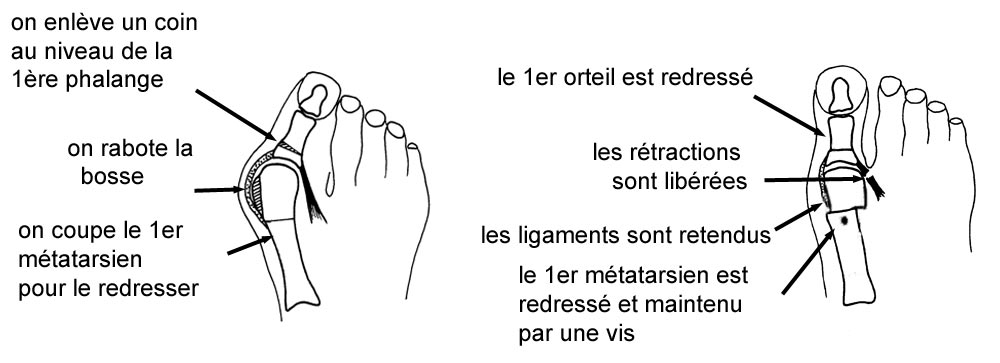 on enlève un coin
au niveau de la
1ère phalange
on rabote la
bosse
on coupe le 1er
métatarsien
pour le redresser
le 1er orteil est redressé
les rétractions
sont libérées
les ligaments sont retendus
le 1er métatarsien est
redressé et maintenu
par une vis